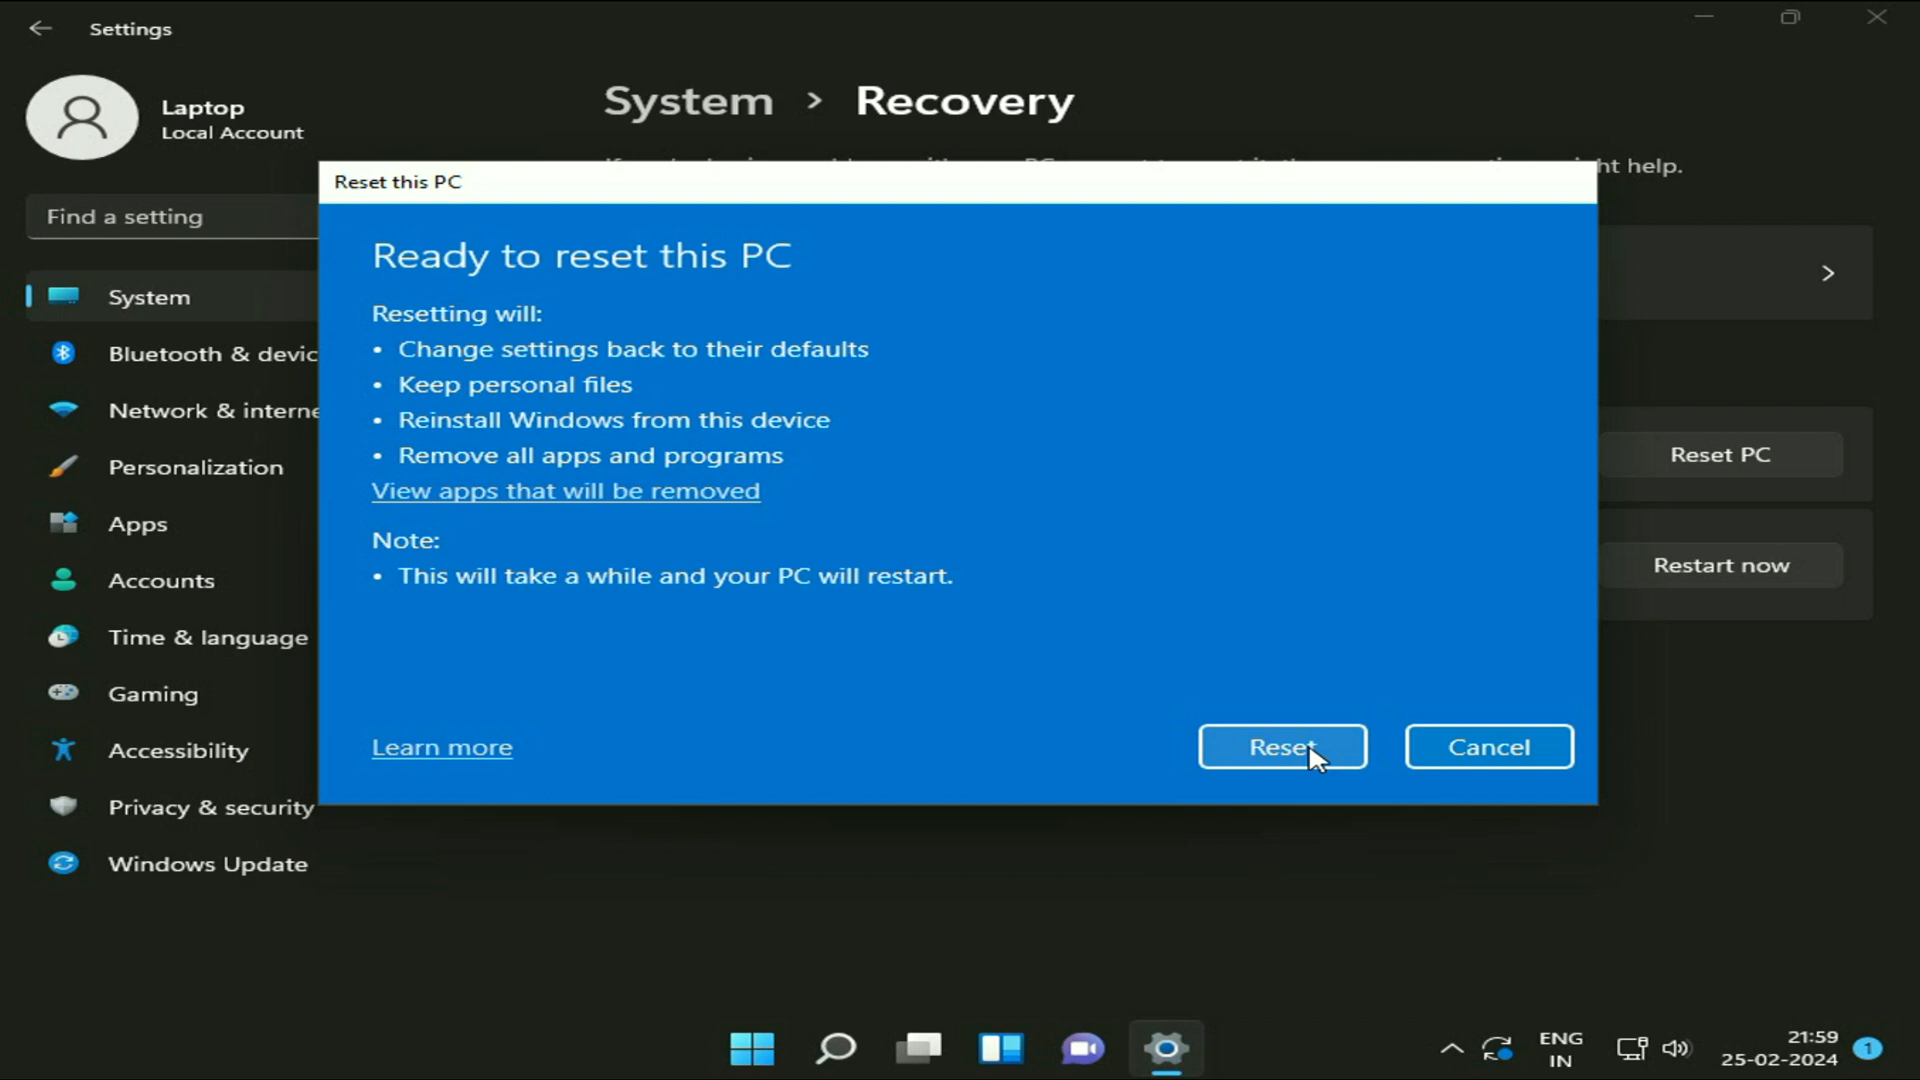 Settings
Laptop
Local Account
System > Recovery
ht help.
Find a setting
Reset this PC
Ready to reset this PC
Resetting will:
• Change settings back to their defaults
• Keep personal files
• Reinstall Windows from this device
• Remove all apps and programs
View apps that will be removed
Note:
• This will take a while and your PC will restart.
Learn more
Reset
Cancel
System
Bluetooth & devic
Network & interne
Personalization
Apps
Accounts
Time & language
Gaming
Accessibility
Privacy & security
Windows Update
Reset PC
Restart now
ENG
IN
21:59
25-02-2024
1